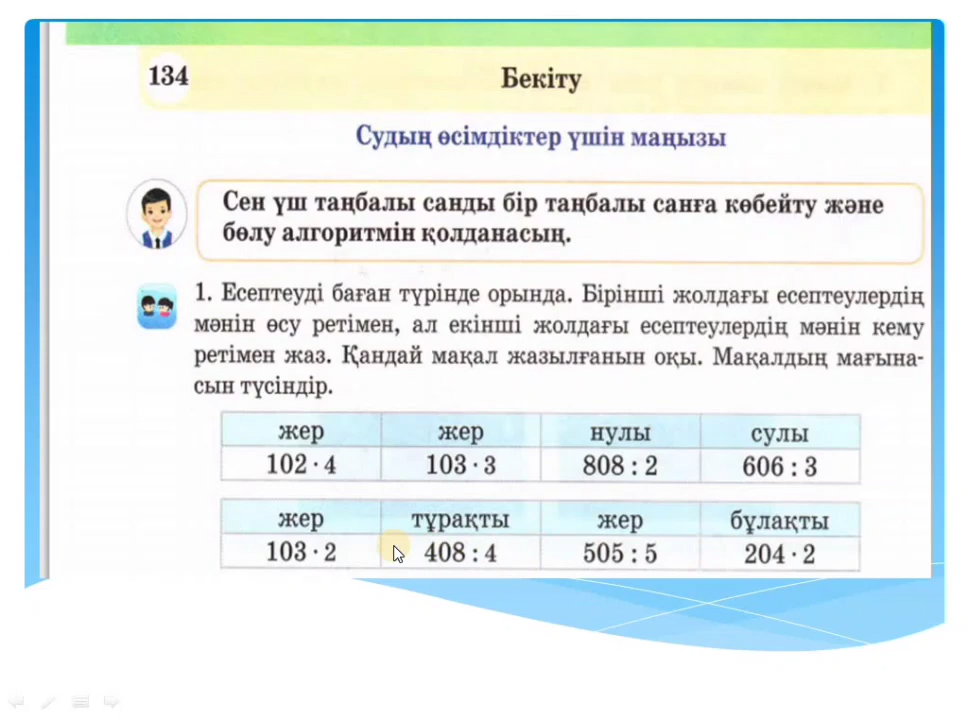 134
Бекіту
Судың өсімдіктер үшін маңызы
Сен үш таңбалы санды бір таңбалы санға көбейту және
бөлу алгоритмін қолданасың.
1. Есептеуді баған түрінде орында. Бірінші жолдағы есептеулердің
мәнін өсу ретімен, ал екінші жолдағы есептеулердің мәнін кему
ретімен жаз. Қандай мақал жазылғанын оқы. Мақалдың мағына-
сын түсіндір.
жер жер нулы сулы
102 · 4 103 · 3 808 : 2 606 : 3
жер тұрақты жер бұлақты
103 · 2 408 : 4 505 : 5 204 · 2